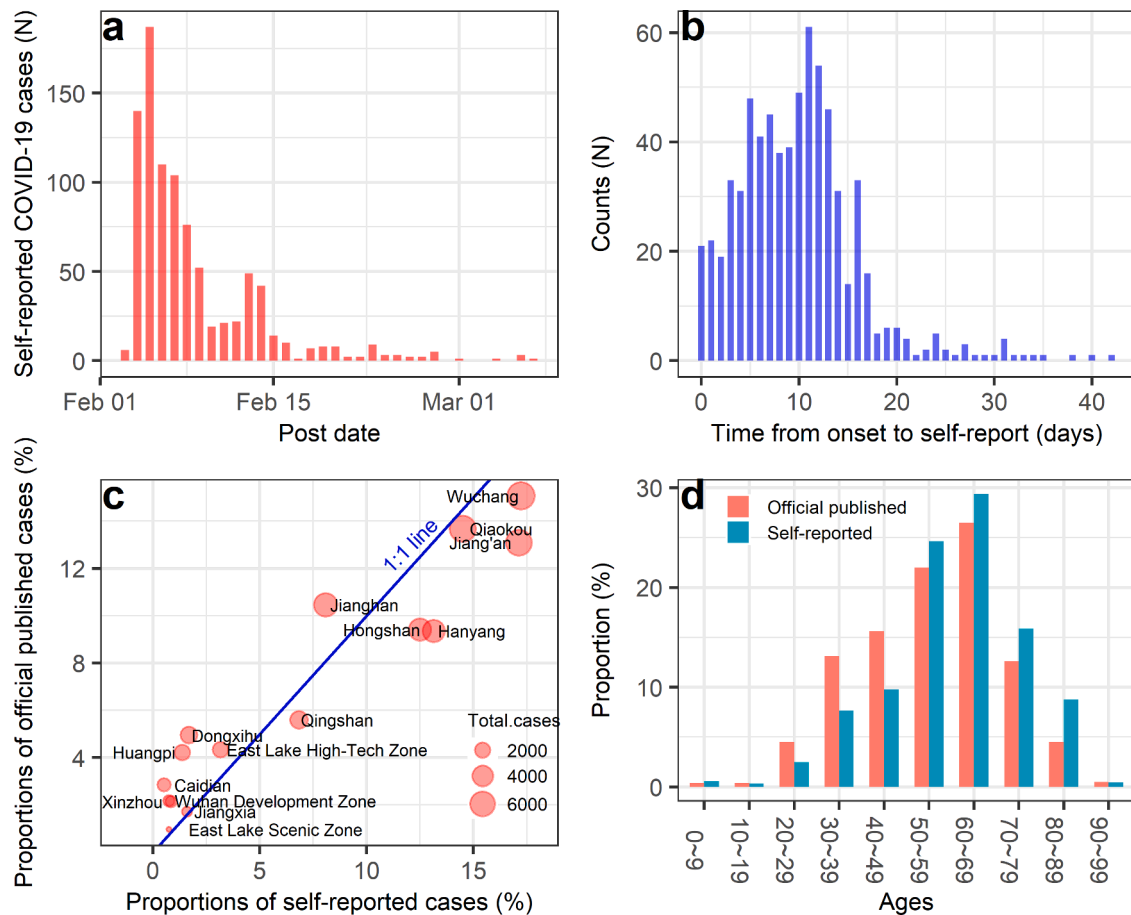 a
Self-reported COVID-19 cases (N)
150
100
50
0
Feb 01
Feb 15
Mar 01
Post date
b
Counts (N)
60
40
20
0
0
10
20
30
40
Time from onset to self-report (days)
c
Proportions of official published cases (%)
12
8
4
1:1 line
Wuchang
Qiaokou
Jiang'an
Jianghan
Hongshan
Hanyang
Qingshan
Dongxihu
East Lake High-Tech Zone
Huangpi
Caidian
Xinzhou
Wuhan Development Zone
Jiangxia
East Lake Scenic Zone
Total.cases
2000
4000
6000
0
5
10
15
Proportions of self-reported cases (%)
d
Official published
Self-reported
Proportion (%)
30
20
10
0
0~9
10~19
20~29
30~39
40~49
50~59
60~69
70~79
80~89
90~99
Ages